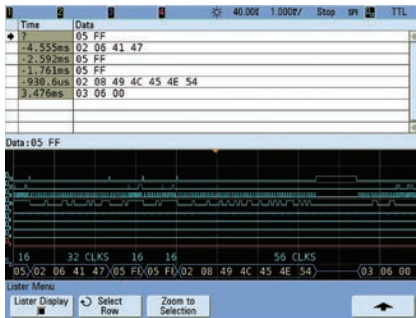 1 2 3 4 40.00% 1.000%/ Stop SPI TTL
Time Data
? 05 FF
-4.555ms 02 06 41 47
-2.592ms 05 FF
-1.761ms 05 FF
-930.6us 02 08 49 4C 45 4E 54
3.476ms 03 06 00
Data:05 FF
16 32 CLKS 16 16 56 CLKS
05 02 06 41 47 05 FF 05 FF 02 08 49 4C 45 4E 54 03 06 00
Lister Menu
Lister Display Select Row Zoom to Selection